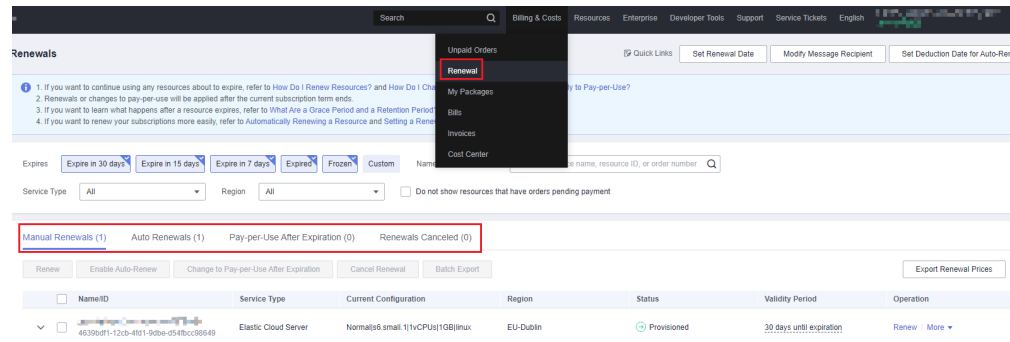 Search
Billing & Costs
Resources
Enterprise
Developer Tools
Support
Service Tickets
English
Renewals
Quick Links
Set Renewal Date
Modify Message Recipient
Set Deduction Date for Auto-Rer
Unpaid Orders
Renewal
My Packages
Bills
Invoices
Cost Center
1. If you want to continue using any resources about to expire, refer to How Do I Renew Resources? and How Do I Cha ly to Pay-per-Use?
2. Renewals or changes to pay-per-use will be applied after the current subscription term ends.
3. If you want to learn what happens after a resource expires, refer to What Are a Grace Period and a Retention Period?
4. If you want to renew your subscriptions more easily, refer to Automatically Renewing a Resource and Setting a Rene
Expires
Expire in 30 days
Expire in 15 days
Expire in 7 days
Expired
Frozen
Custom
Name
ce name, resource ID, or order number
Service Type
All
Region
All
Do not show resources that have orders pending payment
Manual Renewals (1)
Auto Renewals (1)
Pay-per-Use After Expiration (0)
Renewals Canceled (0)
Renew
Enable Auto-Renew
Change to Pay-per-Use After Expiration
Cancel Renewal
Batch Export
Export Renewal Prices
Name/ID
Service Type
Current Configuration
Region
Status
Validity Period
Operation
4639bdf1-12cb-4fd1-9dbe-d54fbcc98649
Elastic Cloud Server
Normal|s6.small.1|1vCPUs|1GB|linux
EU-Dublin
Provisioned
30 days until expiration
Renew
More